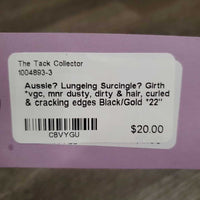 The Tack Collector
1004893-3
Aussie? Lungeing Surcingle? Girth
*vgc, mnr dusty, dirty & hair, curled
& cracking edges Black/Gold *22"
C8VYGU
$20.00